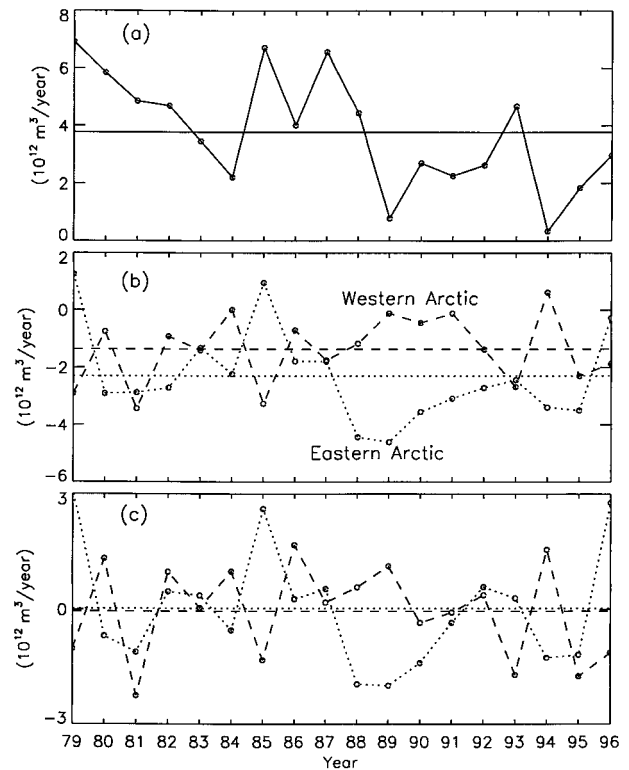 (a)
8
6
4
2
0
(10¹² m³/year)
(b)
2
0
-2
-4
-6
(10¹² m³/year)
Western Arctic
Eastern Arctic
(c)
3
0
-3
(10¹² m³/year)
79 80 81 82 83 84 85 86 87 88 89 90 91 92 93 94 95 96
Year